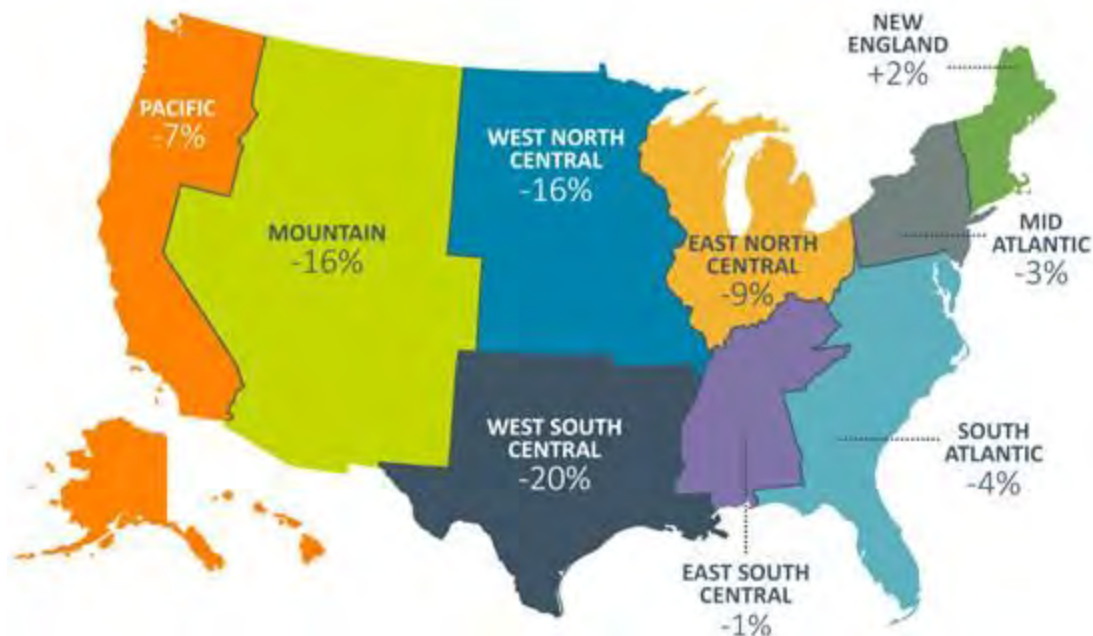 NEW
ENGLAND
+2%
PACIFIC
-7%
WEST NORTH
CENTRAL
-16%
MOUNTAIN
-16%
EAST NORTH
CENTRAL
-9%
MID
ATLANTIC
-3%
WEST SOUTH
CENTRAL
-20%
SOUTH
ATLANTIC
-4%
EAST SOUTH
CENTRAL
-1%